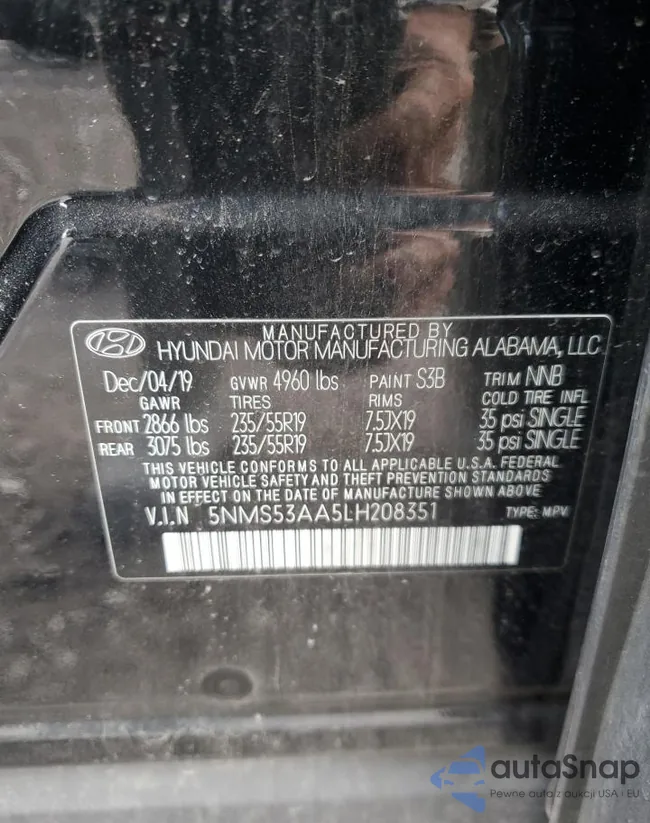 MANUFACTURED BY
HYUNDAI MOTOR MANUFACTURING ALABAMA, LLC
Dec/04/19 GVWR 4960 lbs PAINT S3B TRIM NNB
GAWR TIRES RIMS COLD TIRE INFL
FRONT 2866 lbs 235/55R19 7.5JX19 35 psi SINGLE
REAR 3075 lbs 235/55R19 7.5JX19 35 psi SINGLE
THIS VEHICLE CONFORMS TO ALL APPLICABLE U.S.A. FEDERAL
MOTOR VEHICLE SAFETY AND THEFT PREVENTION STANDARDS
IN EFFECT ON THE DATE OF MANUFACTURE SHOWN ABOVE
V.I.N 5NMS53AA5LH208351 TYPE: MPV
autaSnap
Pewne auta z aukcji USA i EU